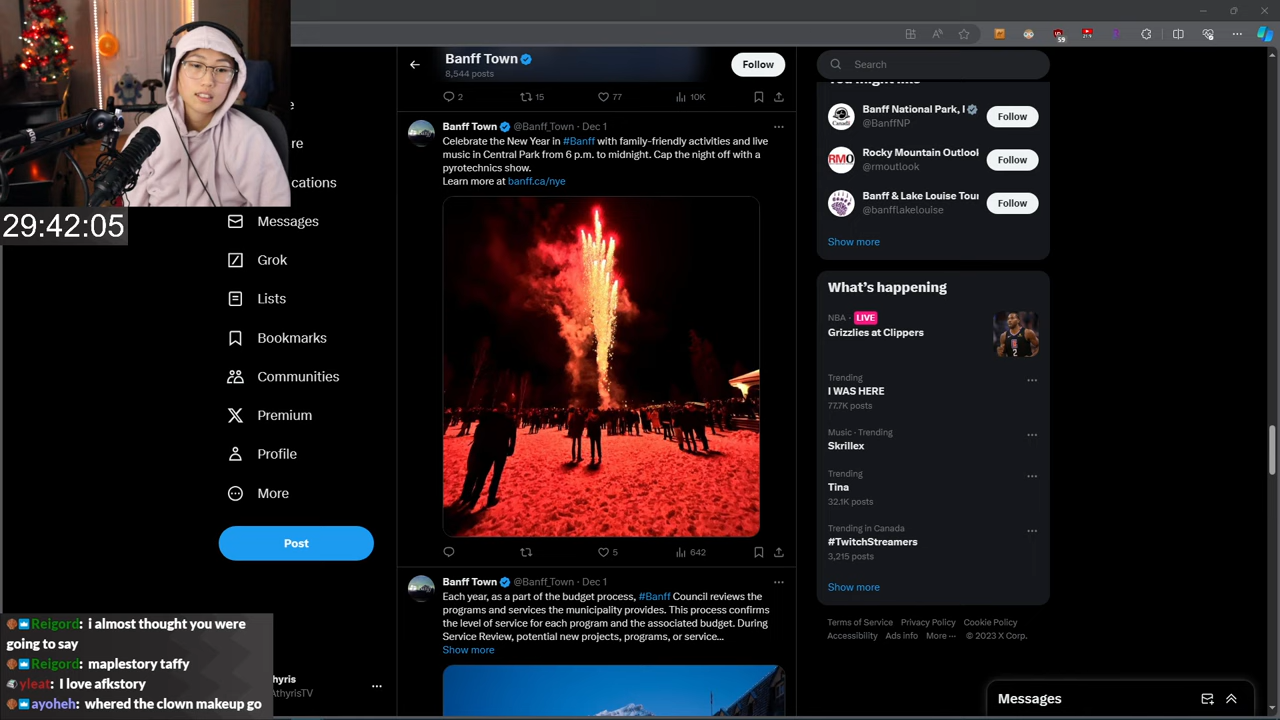 Banff Town
8,544 posts
Follow
2
15
77
10K
Banff Town @Banff_Town · Dec 1
Celebrate the New Year in #Banff with family-friendly activities and live
music in Central Park from 6 p.m. to midnight. Cap the night off with a
pyrotechnics show.
Learn more at banff.ca/nye
5
642
Banff Town @Banff_Town · Dec 1
Each year, as a part of the budget process, #Banff Council reviews the
programs and services the municipality provides. This process confirms
the level of service for each program and the associated budget. During
Service Review, potential new projects, programs, or service...
Show more
29:42:05
cations
Messages
Grok
Lists
Bookmarks
Communities
Premium
Profile
More
Post
hyris
AthyrisTV
Reigord: i almost thought you were
going to say
Reigord: maplestory taffy
yleat: I love afkstory
ayoheh: whered the clown makeup go
59
Search
You might like
Banff National Park, I
@BanffNP
Follow
Rocky Mountain Outlool
@rmoutlook
Follow
Banff & Lake Louise Tour
@banfflakelouise
Follow
Show more
What's happening
NBA · LIVE
Grizzlies at Clippers
Trending
I WAS HERE
77.7K posts
Music · Trending
Skrillex
Trending
Tina
32.1K posts
Trending in Canada
#TwitchStreamers
3,215 posts
Show more
Terms of Service Privacy Policy Cookie Policy
Accessibility Ads info More ··· © 2023 X Corp.
Messages